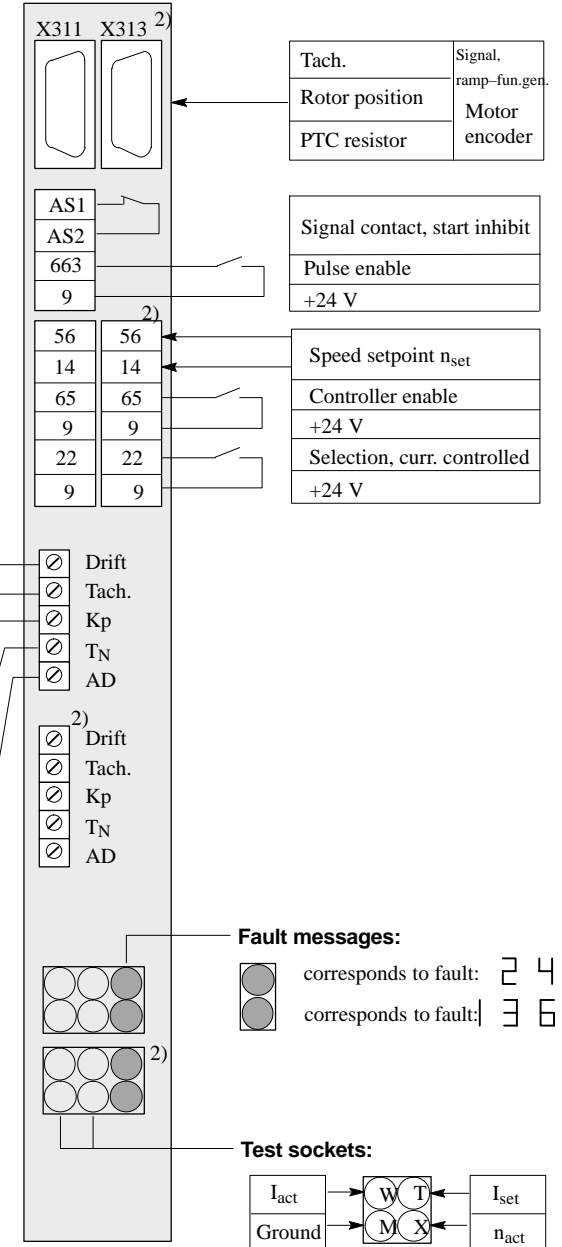 X311 X313 2)
Tach.
Rotor position
PTC resistor
Signal,
ramp–fun.gen.
Motor
encoder
AS1
AS2
663
9
Signal contact, start inhibit
Pulse enable
+24 V
2)
56 56
14 14
65 65
9 9
22 22
9 9
Speed setpoint nset
Controller enable
+24 V
Selection, curr. controlled
+24 V
Drift
Tach.
Kp
TN
AD
2)
Drift
Tach.
Kp
TN
AD
Fault messages:
corresponds to fault: 2 4
corresponds to fault: 1 3 6
2)
Test sockets:
Iact W T Iset
Ground M X nact